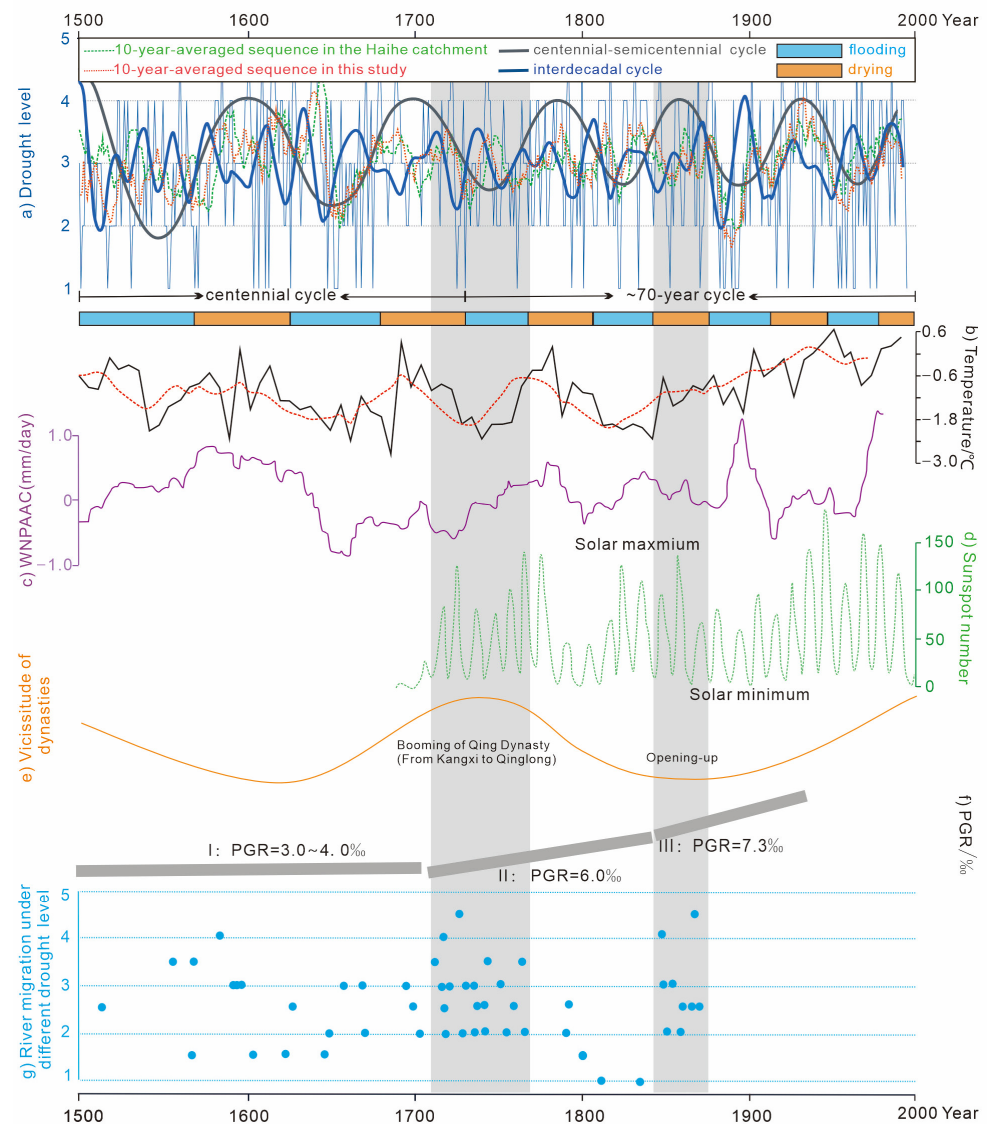 1500 1600 1700 1800 1900 2000 Year
10-year-averaged sequence in the Haihe catchment
centennial-semicentennial cycle
flooding
10-year-averaged sequence in this study
interdecadal cycle
drying
a) Drought level
5
4
3
2
1
centennial cycle
~70-year cycle
b) Temperature/℃
0.6
-0.6
-1.8
-3.0
c) WNPAAC(mm/day)
1.0
0
-1.0
Solar maxmium
d) Sunspot number
150
100
50
0
Solar minimum
e) Vicissitude of
dynasties
Booming of Qing Dynasty
(From Kangxi to Qinglong)
Opening-up
f) PGR/‰
I: PGR=3.0~4.0‰
II: PGR=6.0‰
III: PGR=7.3‰
g) River migration under
different drought level
5
4
3
2
1
1500 1600 1700 1800 1900 2000 Year